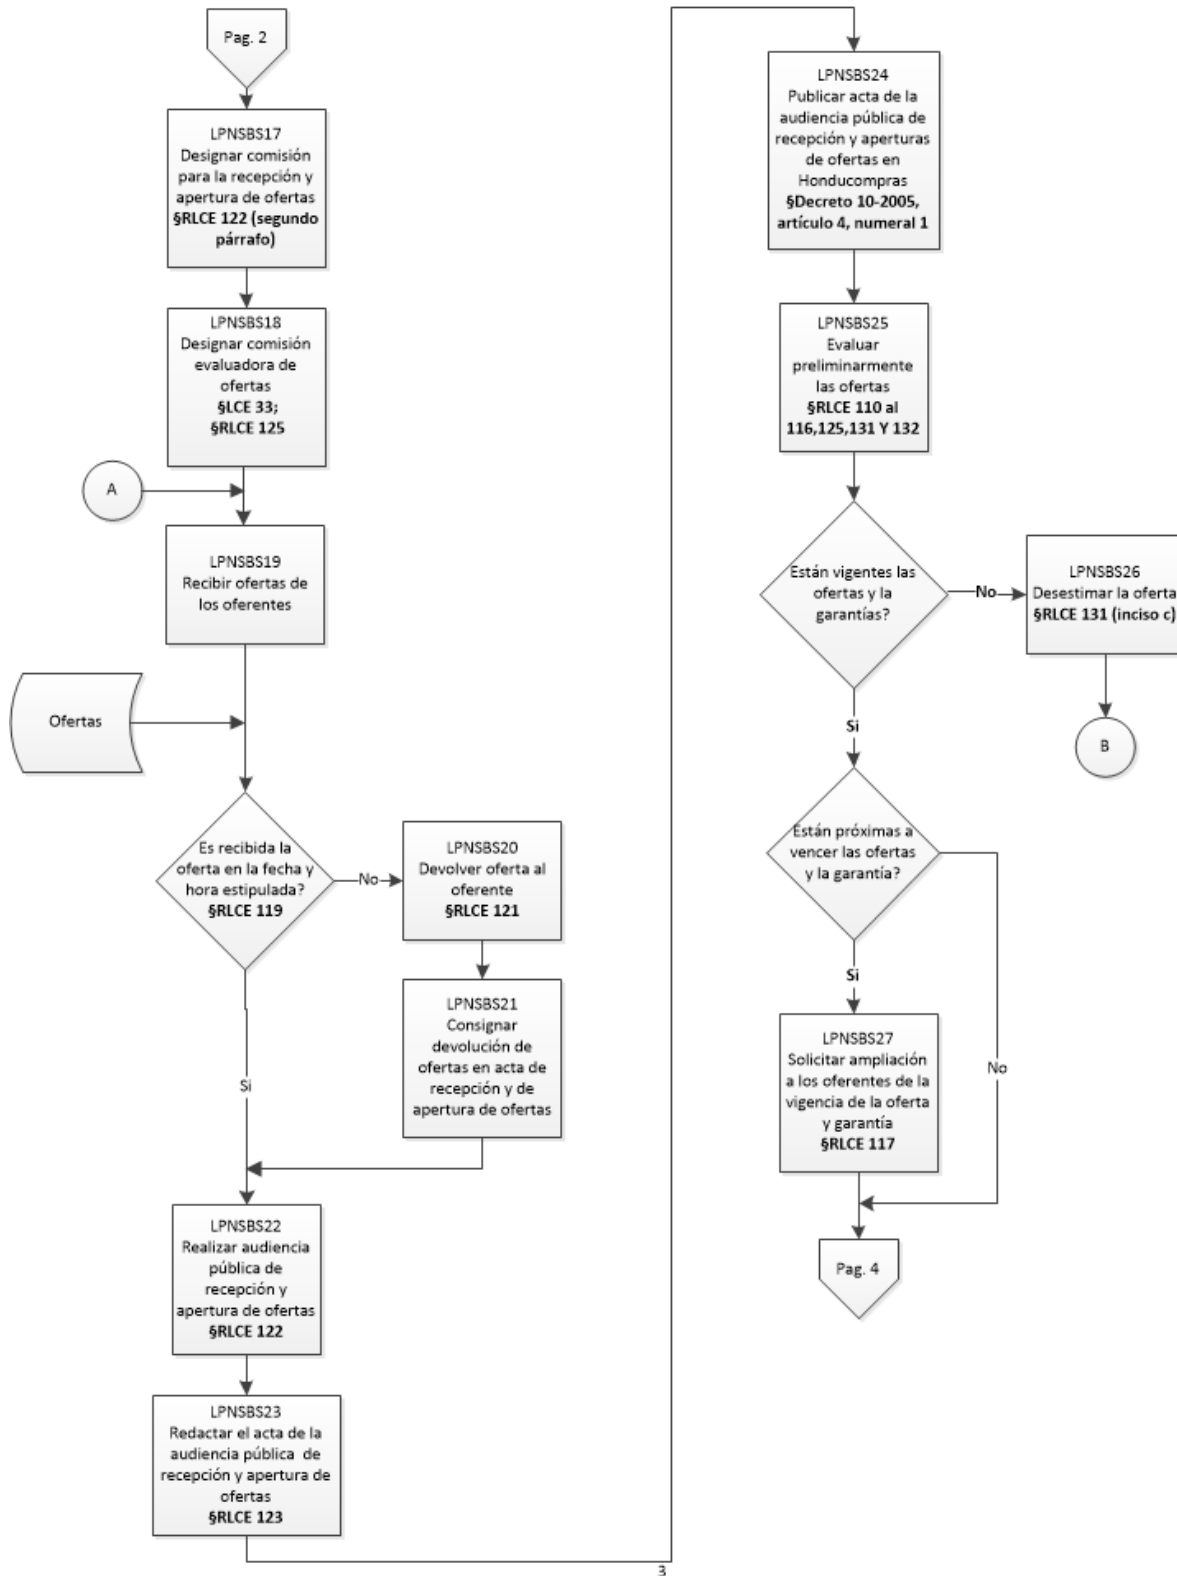 Pag. 2
LPNSBS17
Designar comisión
para la recepción y
apertura de ofertas
§RLCE 122 (segundo
párrafo)
LPNSBS18
Designar comisión
evaluadora de
ofertas
§LCE 33;
§RLCE 125
A
LPNSBS19
Recibir ofertas de
los oferentes
Ofertas
Es recibida la
oferta en la fecha y
hora estipulada?
§RLCE 119
No
LPNSBS20
Devolver oferta al
oferente
§RLCE 121
LPNSBS21
Consignar
devolución de
ofertas en acta de
recepción y de
apertura de ofertas
Si
LPNSBS22
Realizar audiencia
pública de
recepción y
apertura de ofertas
§RLCE 122
LPNSBS23
Redactar el acta de la
audiencia pública de
recepción y apertura de
ofertas
§RLCE 123
LPNSBS24
Publicar acta de la
audiencia pública de
recepción y aperturas
de ofertas en
Honducompras
§Decreto 10-2005,
artículo 4, numeral 1
LPNSBS25
Evaluar
preliminarmente
las ofertas
§RLCE 110 al
116,125,131 Y 132
Están vigentes las
ofertas y la
garantías?
No
LPNSBS26
Desestimar la oferta
§RLCE 131 (inciso c)
B
Si
Están próximas a
vencer las ofertas
y la garantía?
Si
LPNSBS27
Solicitar ampliación
a los oferentes de la
vigencia de la oferta
y garantía
§RLCE 117
No
Pag. 4
3